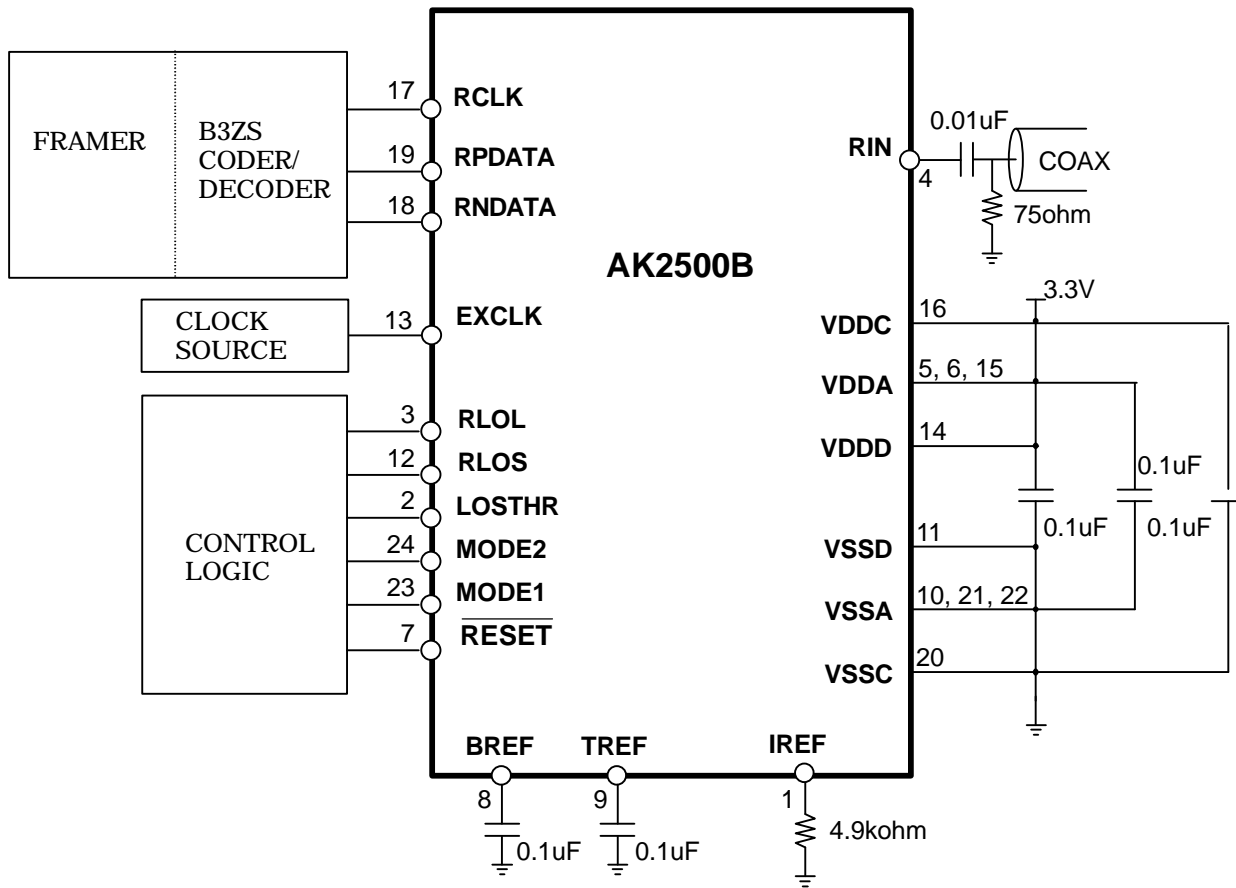 FRAMER
B3ZS
CODER/
DECODER
17
RCLK
19
RPDATA
18
RNDATA
CLOCK
SOURCE
13
EXCLK
CONTROL
LOGIC
3
RLOL
12
RLOS
2
LOSTHR
24
MODE2
23
MODE1
7
RESET
AK2500B
RIN
4
0.01uF
COAX
75ohm
3.3V
VDDC
16
VDDA
5, 6, 15
VDDD
14
0.1uF
0.1uF
0.1uF
VSSD
11
VSSA
10, 21, 22
VSSC
20
BREF
8
0.1uF
TREF
9
0.1uF
IREF
1
4.9kohm